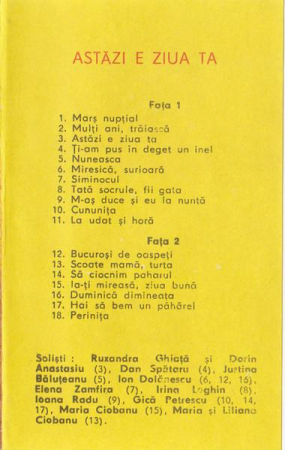 ASTĂZI E ZIUA TA
Fața 1
1. Marș nupțial
2. Mulți ani, trăiască
3. Astăzi e ziua ta
4. Ți-am pus în deget un inel
5. Nuneasca
6. Miresică, surioară
7. Siminocul
8. Tată socrule, fii gata
9. M-aș duce și eu la nuntă
10. Cununița
11. La udat și horă
Fața 2
12. Bucuroși de oaspeți
13. Scoate mamă, turta
14. Să ciocnim paharul
15. Ia-ți mireasă, ziua bună
16. Duminică dimineața
17. Hai să bem un păhărel
18. Perinița
Soliști : Ruxandra Ghiață și Dorin
Anastasiu (3), Dan Spătaru (4), Justina
Băluțeanu (5), Ion Dolănescu (6, 12, 16),
Elena Zamfira (7), Irina Loghin (8),
Ioana Radu (9), Gică Petrescu (10, 14,
17), Maria Ciobanu (15), Maria și Liliana
Ciobanu (13).